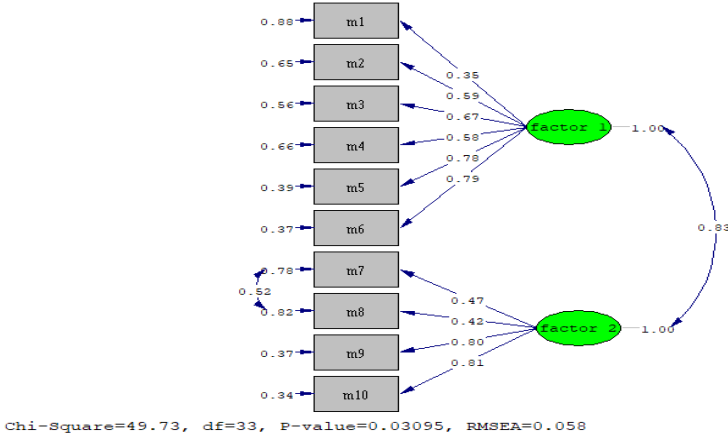 0.88 m1
0.35
0.65 m2
0.59
0.56 m3
0.67
factor 1 1.00
0.66 m4
0.58
0.78
0.39 m5
0.79
0.37 m6
0.83
0.78 m7
0.52
0.47
0.82 m8
0.42
factor 2 1.00
0.80
0.37 m9
0.81
0.34 m10
Chi-Square=49.73, df=33, P-value=0.03095, RMSEA=0.058